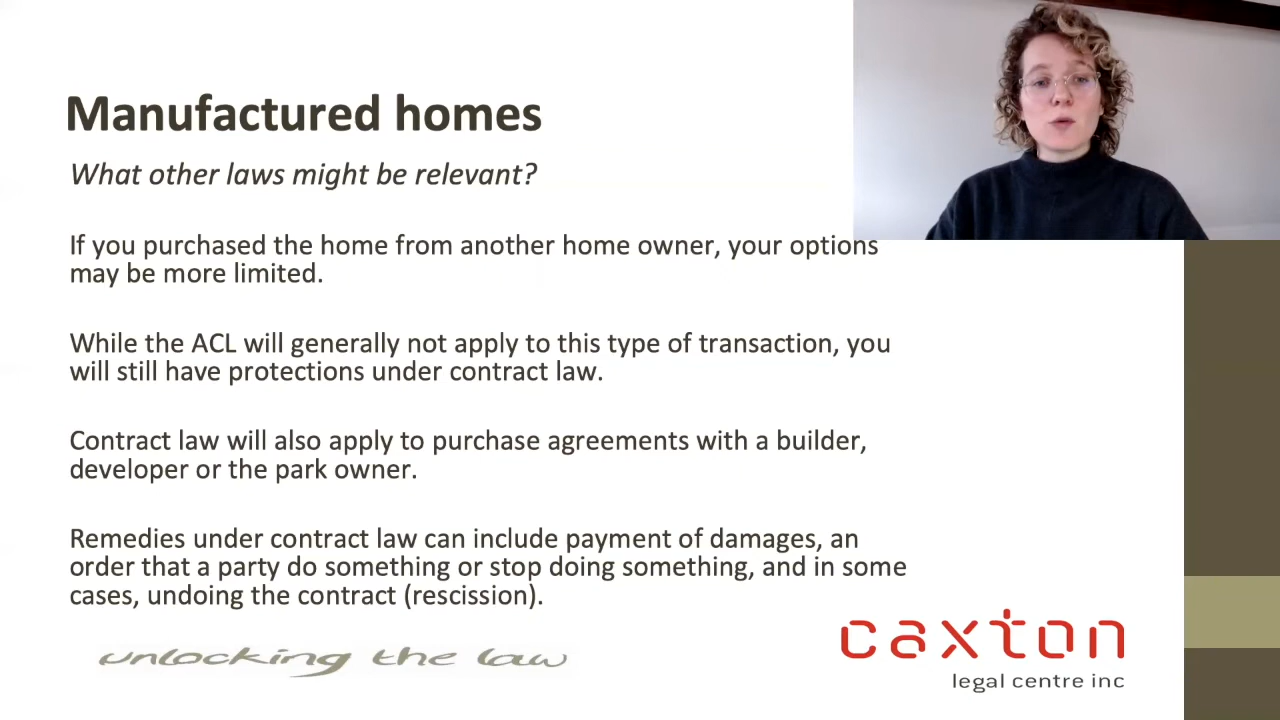 Manufactured homes
What other laws might be relevant?
If you purchased the home from another home owner, your options
may be more limited.
While the ACL will generally not apply to this type of transaction, you
will still have protections under contract law.
Contract law will also apply to purchase agreements with a builder,
developer or the park owner.
Remedies under contract law can include payment of damages, an
order that a party do something or stop doing something, and in some
cases, undoing the contract (rescission).
unlocking the law
caxton
legal centre inc